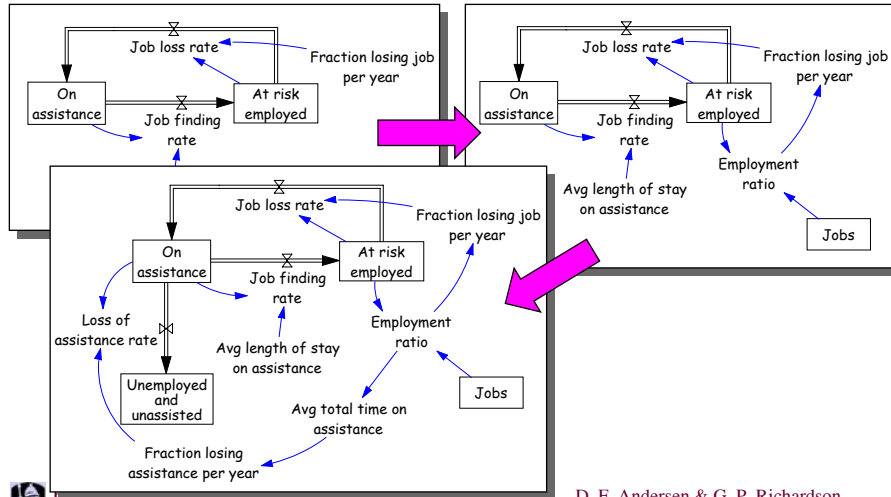 Job loss rate
Fraction losing job
per year
On
assistance
At risk
employed
Job finding
rate
Job loss rate
Fraction losing job
per year
On
assistance
At risk
employed
Job finding
rate
Employment
ratio
Avg length of stay
on assistance
Jobs
Job loss rate
Fraction losing job
per year
On
assistance
At risk
employed
Job finding
rate
Loss of
assistance rate
Avg length of stay
on assistance
Employment
ratio
Unemployed
and
unassisted
Jobs
Avg total time on
assistance
Fraction losing
assistance per year
D. F. Andersen & G. P. Richardson